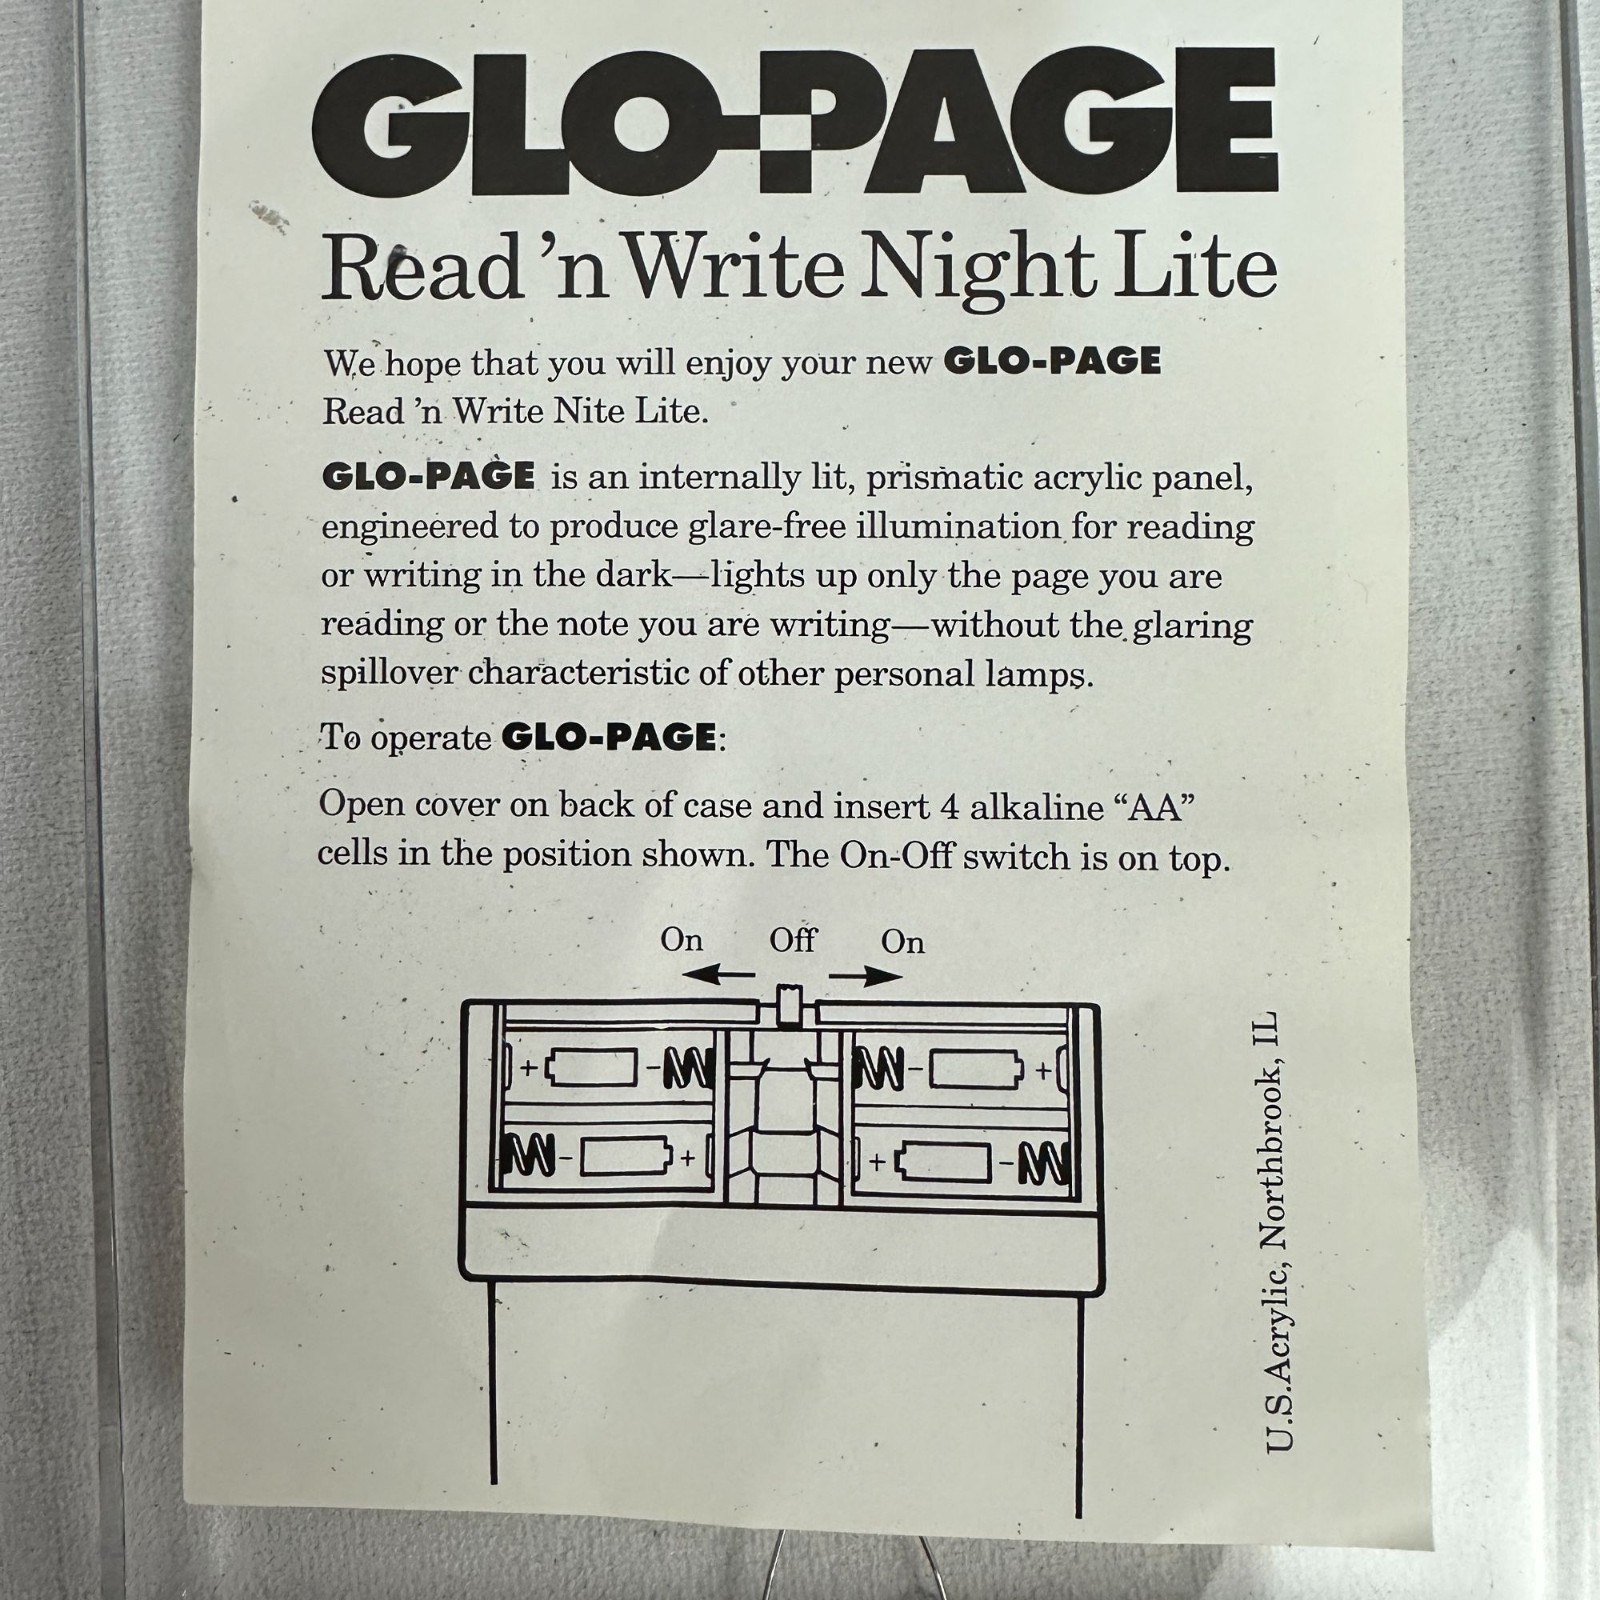 GLO-PAGE
Read ’n Write Night Lite
We hope that you will enjoy your new GLO-PAGE
Read ’n Write Nite Lite.
GLO-PAGE is an internally lit, prismatic acrylic panel,
engineered to produce glare-free illumination for reading
or writing in the dark—lights up only the page you are
reading or the note you are writing—without the glaring
spillover characteristic of other personal lamps.
To operate GLO-PAGE:
Open cover on back of case and insert 4 alkaline “AA”
cells in the position shown. The On-Off switch is on top.
On Off On
+ - - +
- + + -
U.S.Acrylic, Northbrook, IL